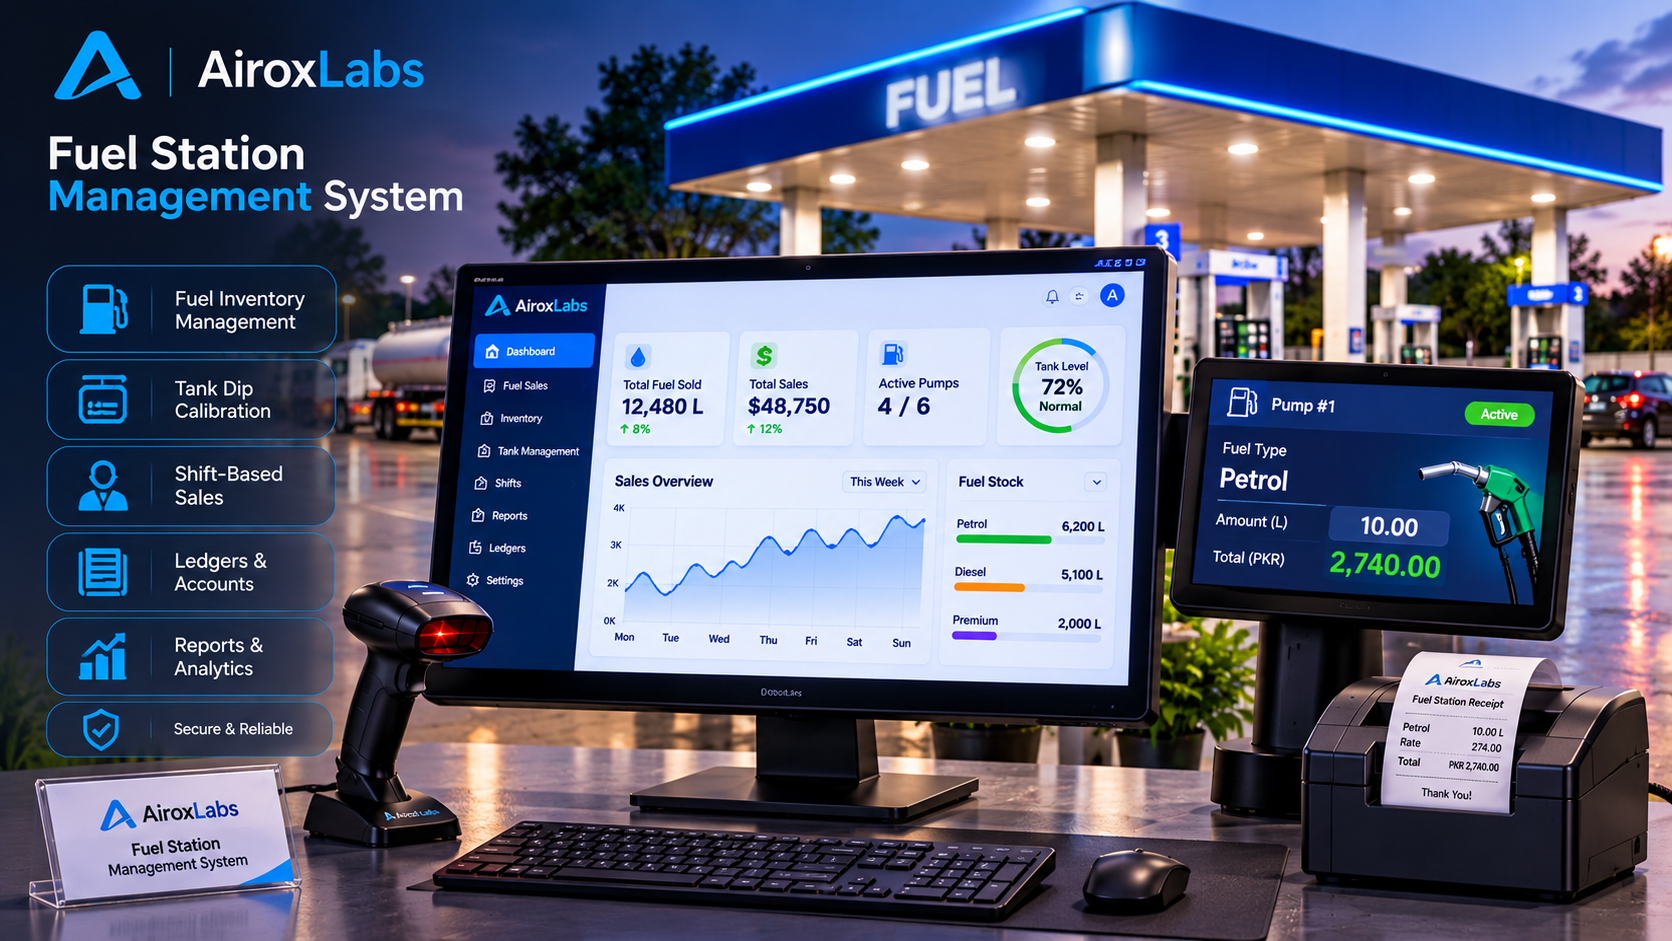 AiroxLabs
Fuel Station
Management System
Fuel Inventory
Management
Tank Dip
Calibration
Shift-Based
Sales
Ledgers &
Accounts
Reports &
Analytics
Secure & Reliable
FUEL
3
3
AiroxLabs
A
Dashboard
Fuel Sales
Inventory
Tank Management
Shifts
Reports
Ledgers
Settings
Total Fuel Sold
12,480 L
↑ 8%
Total Sales
$48,750
↑ 12%
Active Pumps
4 / 6
Tank Level
72%
Normal
Sales Overview
This Week
4K
3K
2K
0K
Mon Tue Wed Thu Fri Sat Sun
Fuel Stock
Petrol 6,200 L
Diesel 5,100 L
Premium 2,000 L
Pump #1
Active
Fuel Type
Petrol
Amount (L) 10.00
Total (PKR) 2,740.00
AiroxLabs
Fuel Station Receipt
Petrol 10.00 L
Rate 274.00
Total PKR 2,740.00
Thank You!
AiroxLabs
AiroxLabs
Fuel Station
Management System